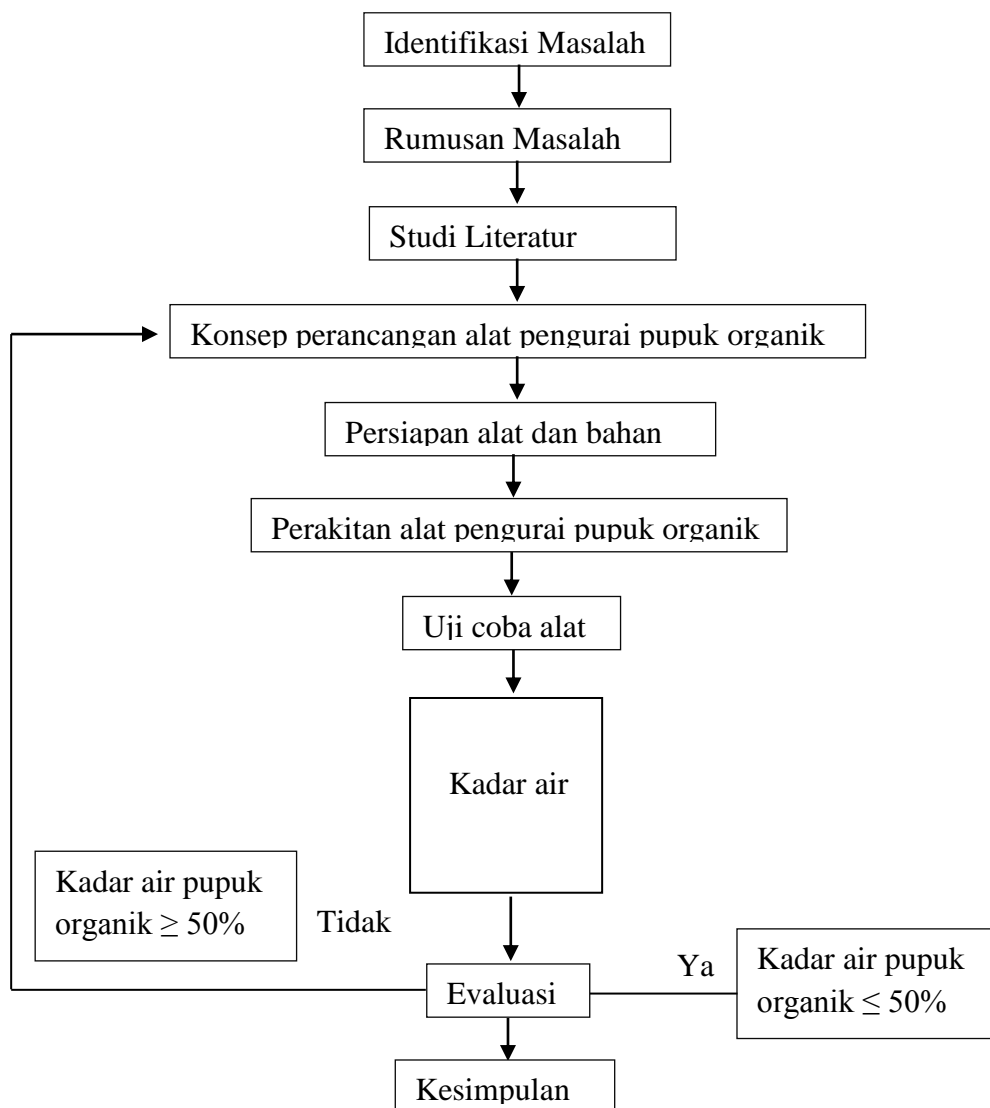 Identifikasi Masalah
Rumusan Masalah
Studi Literatur
Konsep perancangan alat pengurai pupuk organik
Persiapan alat dan bahan
Perakitan alat pengurai pupuk organik
Uji coba alat
Kadar air
Kadar air pupuk
organik ≥ 50%
Tidak
Ya
Kadar air pupuk
organik ≤ 50%
Evaluasi
Kesimpulan